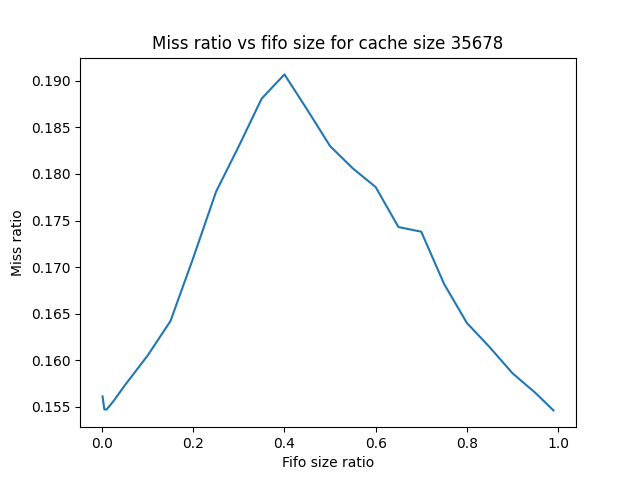 Miss ratio vs fifo size for cache size 35678
0.190
0.185
0.180
0.175
0.170
0.165
0.160
0.155
Miss ratio
0.0 0.2 0.4 0.6 0.8 1.0
Fifo size ratio